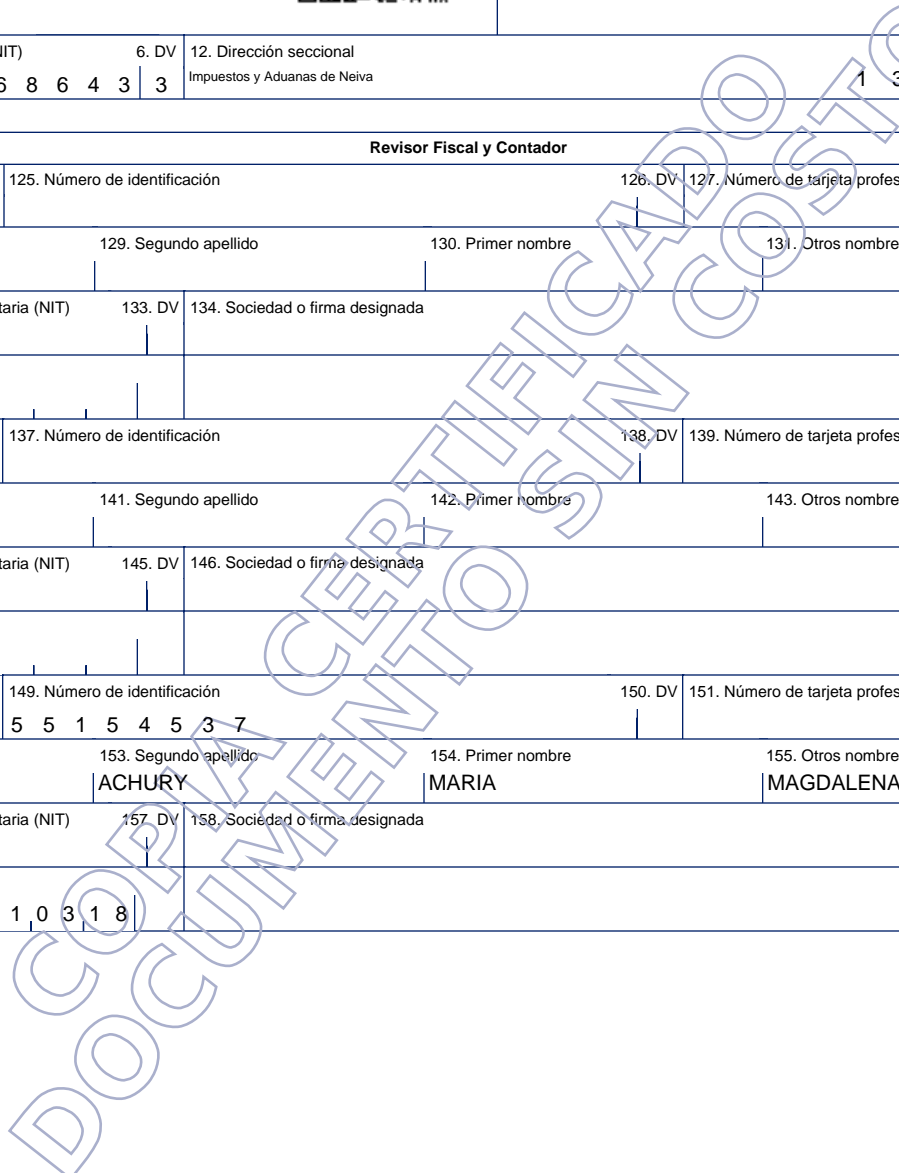 NIT) 6. DV 12. Dirección seccional
6 8 6 4 3 3 Impuestos y Aduanas de Neiva 1 3
Revisor Fiscal y Contador
125. Número de identificación 126. DV 127. Número de tarjeta profes
129. Segundo apellido 130. Primer nombre 131. Otros nombre
taria (NIT) 133. DV 134. Sociedad o firma designada
137. Número de identificación 138. DV 139. Número de tarjeta profes
141. Segundo apellido 142. Primer nombre 143. Otros nombre
taria (NIT) 145. DV 146. Sociedad o firma designada
149. Número de identificación 150. DV 151. Número de tarjeta profes
5 5 1 5 4 5 3 7
153. Segundo apellido 154. Primer nombre 155. Otros nombre
ACHURY MARIA MAGDALENA
taria (NIT) 157. DV 158. Sociedad o firma designada
1 0 3 1 8
COPIA CERTIFICADO
DOCUMENTO SIN COSTO